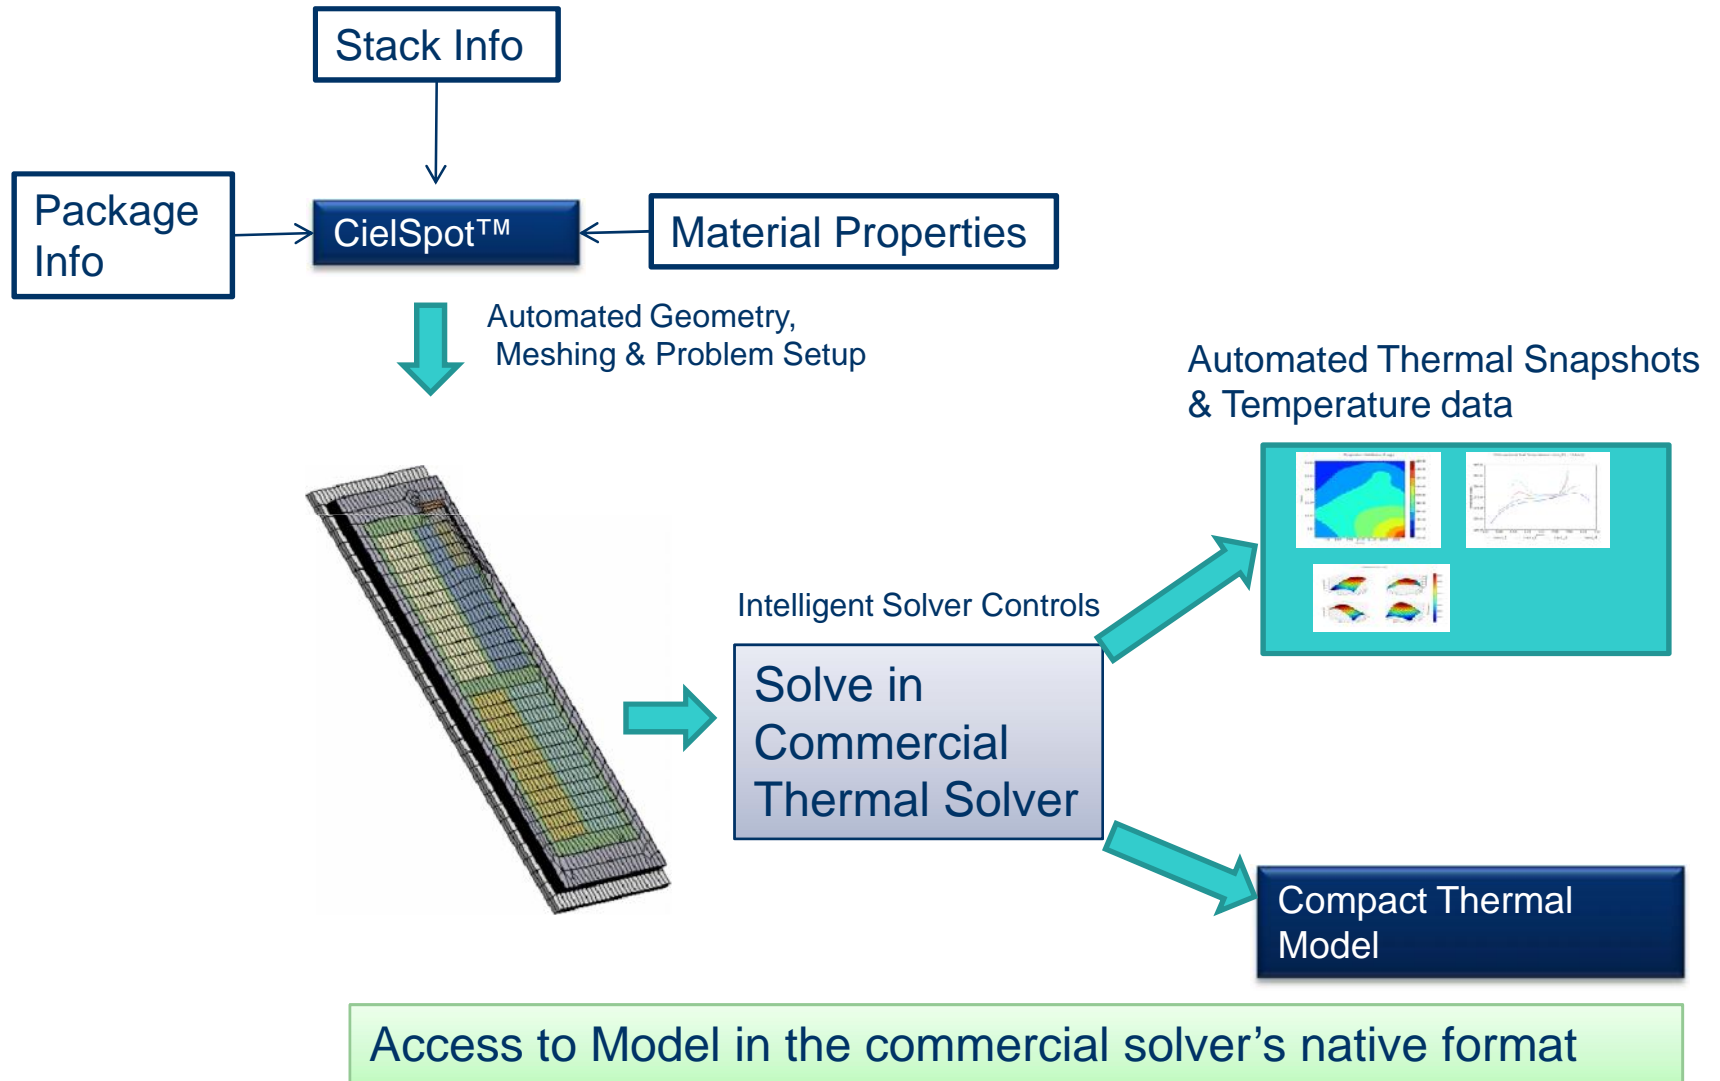 Stack Info
Package
Info
CielSpot™
Material Properties
Automated Geometry,
Meshing & Problem Setup
Automated Thermal Snapshots
& Temperature data
Intelligent Solver Controls
Solve in
Commercial
Thermal Solver
Compact Thermal
Model
Access to Model in the commercial solver’s native format